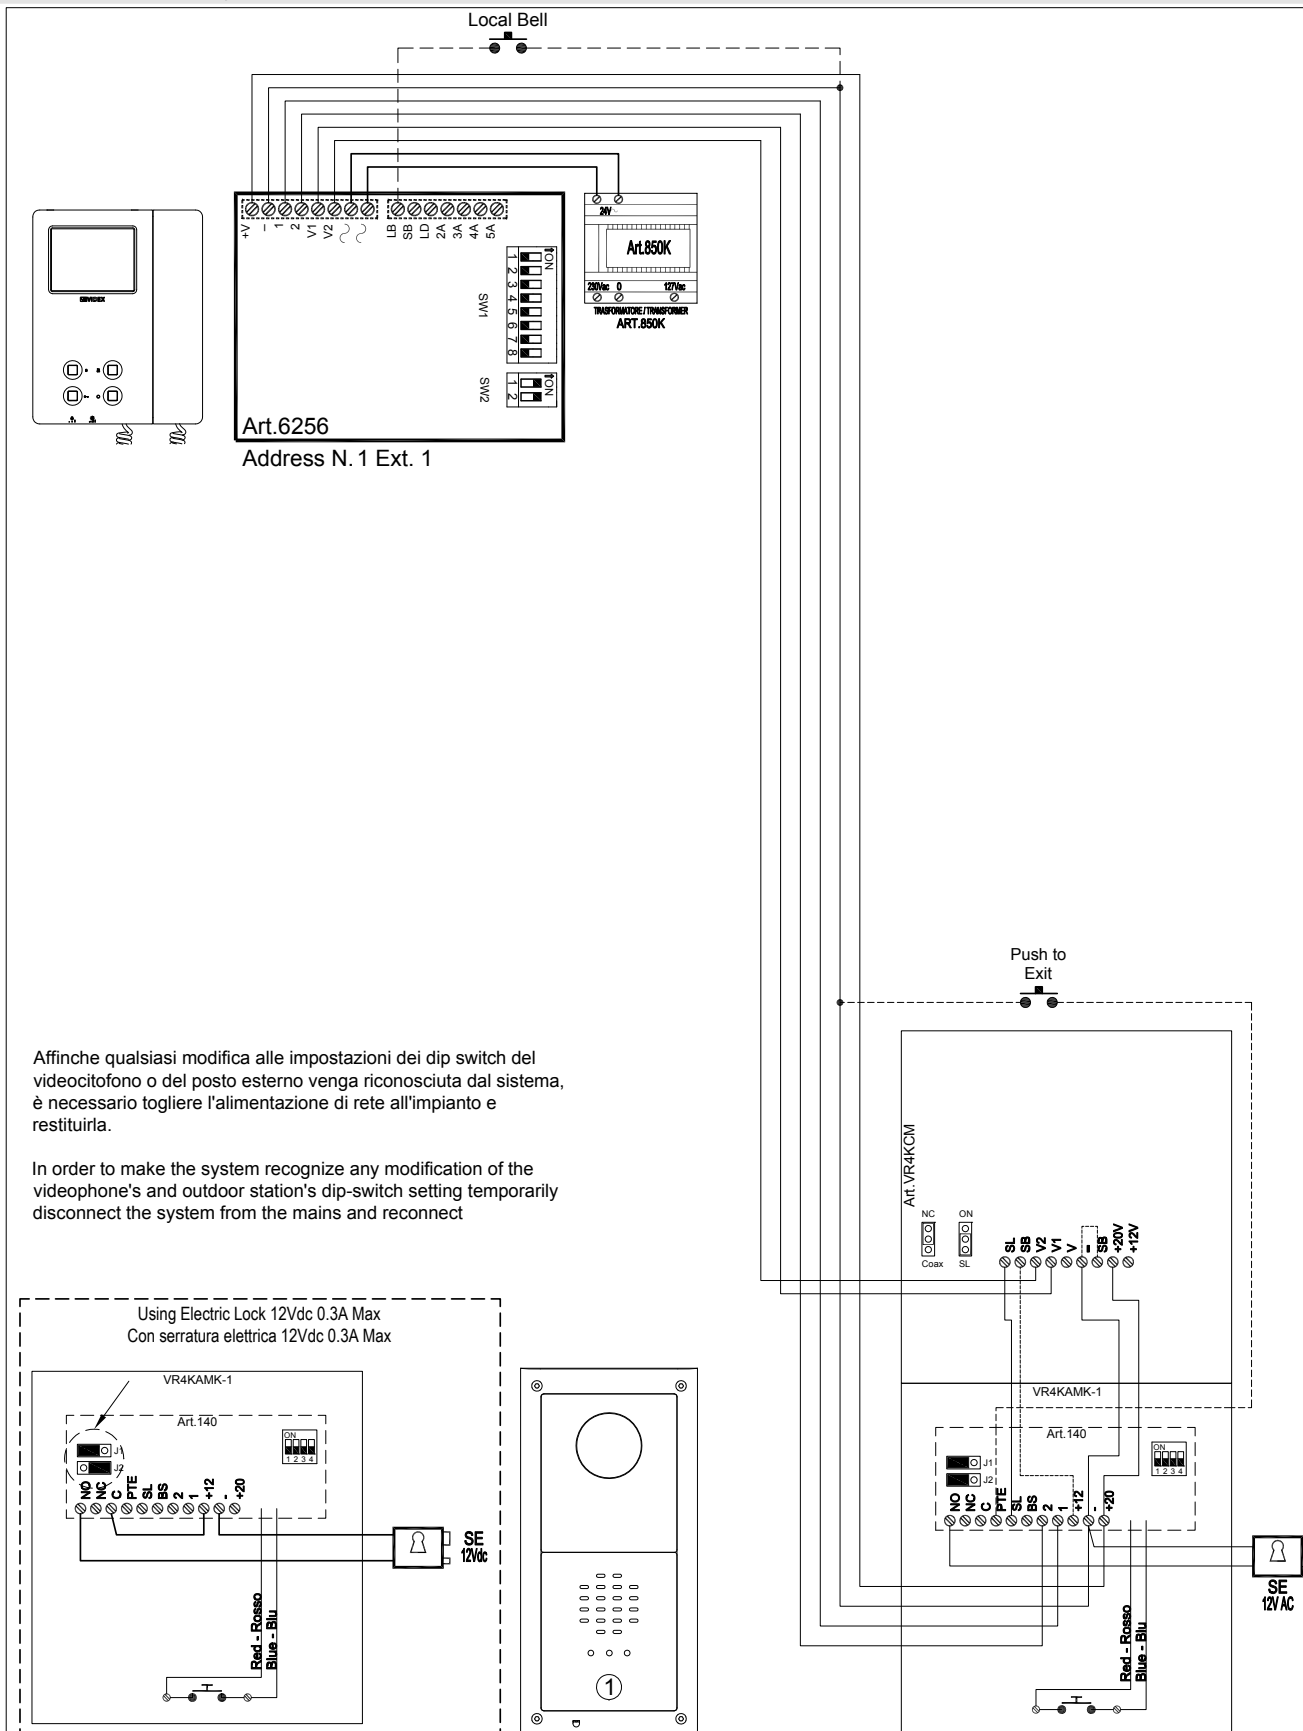 Local Bell
+V
–
1
2
V1
V2
LB
SB
LD
2A
3A
4A
5A
24V ~
Art.850K
230Vac 0 127Vac
TRASFORMATORE / TRANSFORMER
ART.850K
VIDEX
1
2
3
4
5
6
7
8
ON
SW1
1
2
ON
SW2
Art.6256
Address N. 1 Ext. 1
Push to
Exit
Affinche qualsiasi modifica alle impostazioni dei dip switch del
videocitofono o del posto esterno venga riconosciuta dal sistema,
è necessario togliere l'alimentazione di rete all'impianto e
restituirla.
In order to make the system recognize any modification of the
videophone's and outdoor station's dip-switch setting temporarily
disconnect the system from the mains and reconnect
Art.VR4KCM
NC
Coax
ON
SL
SL
SB
V2
V1
V
-
SB
+20V
+12V
Using Electric Lock 12Vdc 0.3A Max
Con serratura elettrica 12Vdc 0.3A Max
VR4KAMK-1
Art.140
J1
J2
ON
1 2 3 4
NO
NC
C
PTE
SL
BS
2
1
+12
-
+20
SE
12Vdc
Red - Rosso
Blue - Blu
1
VR4KAMK-1
Art.140
J1
J2
ON
1 2 3 4
NO
NC
C
PTE
SL
BS
2
1
+12
-
+20
SE
12V AC
Red - Rosso
Blue - Blu